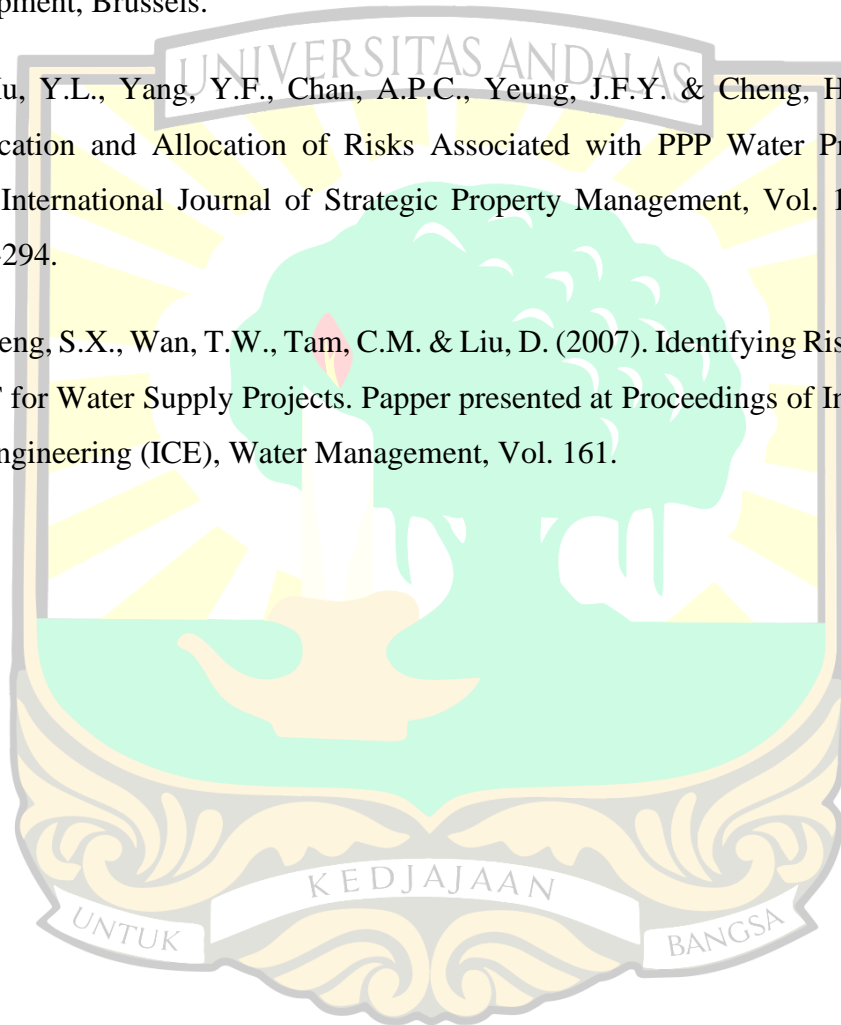 pment, Brussels.
UNIVERSITAS ANDALAS
u, Y.L., Yang, Y.F., Chan, A.P.C., Yeung, J.F.Y. & Cheng, H
cation and Allocation of Risks Associated with PPP Water Pr
International Journal of Strategic Property Management, Vol. 1
-294.
eng, S.X., Wan, T.W., Tam, C.M. & Liu, D. (2007). Identifying Ris
for Water Supply Projects. Papper presented at Proceedings of In
ngineering (ICE), Water Management, Vol. 161.
UNTUK KEDJAJAAN BANGSA